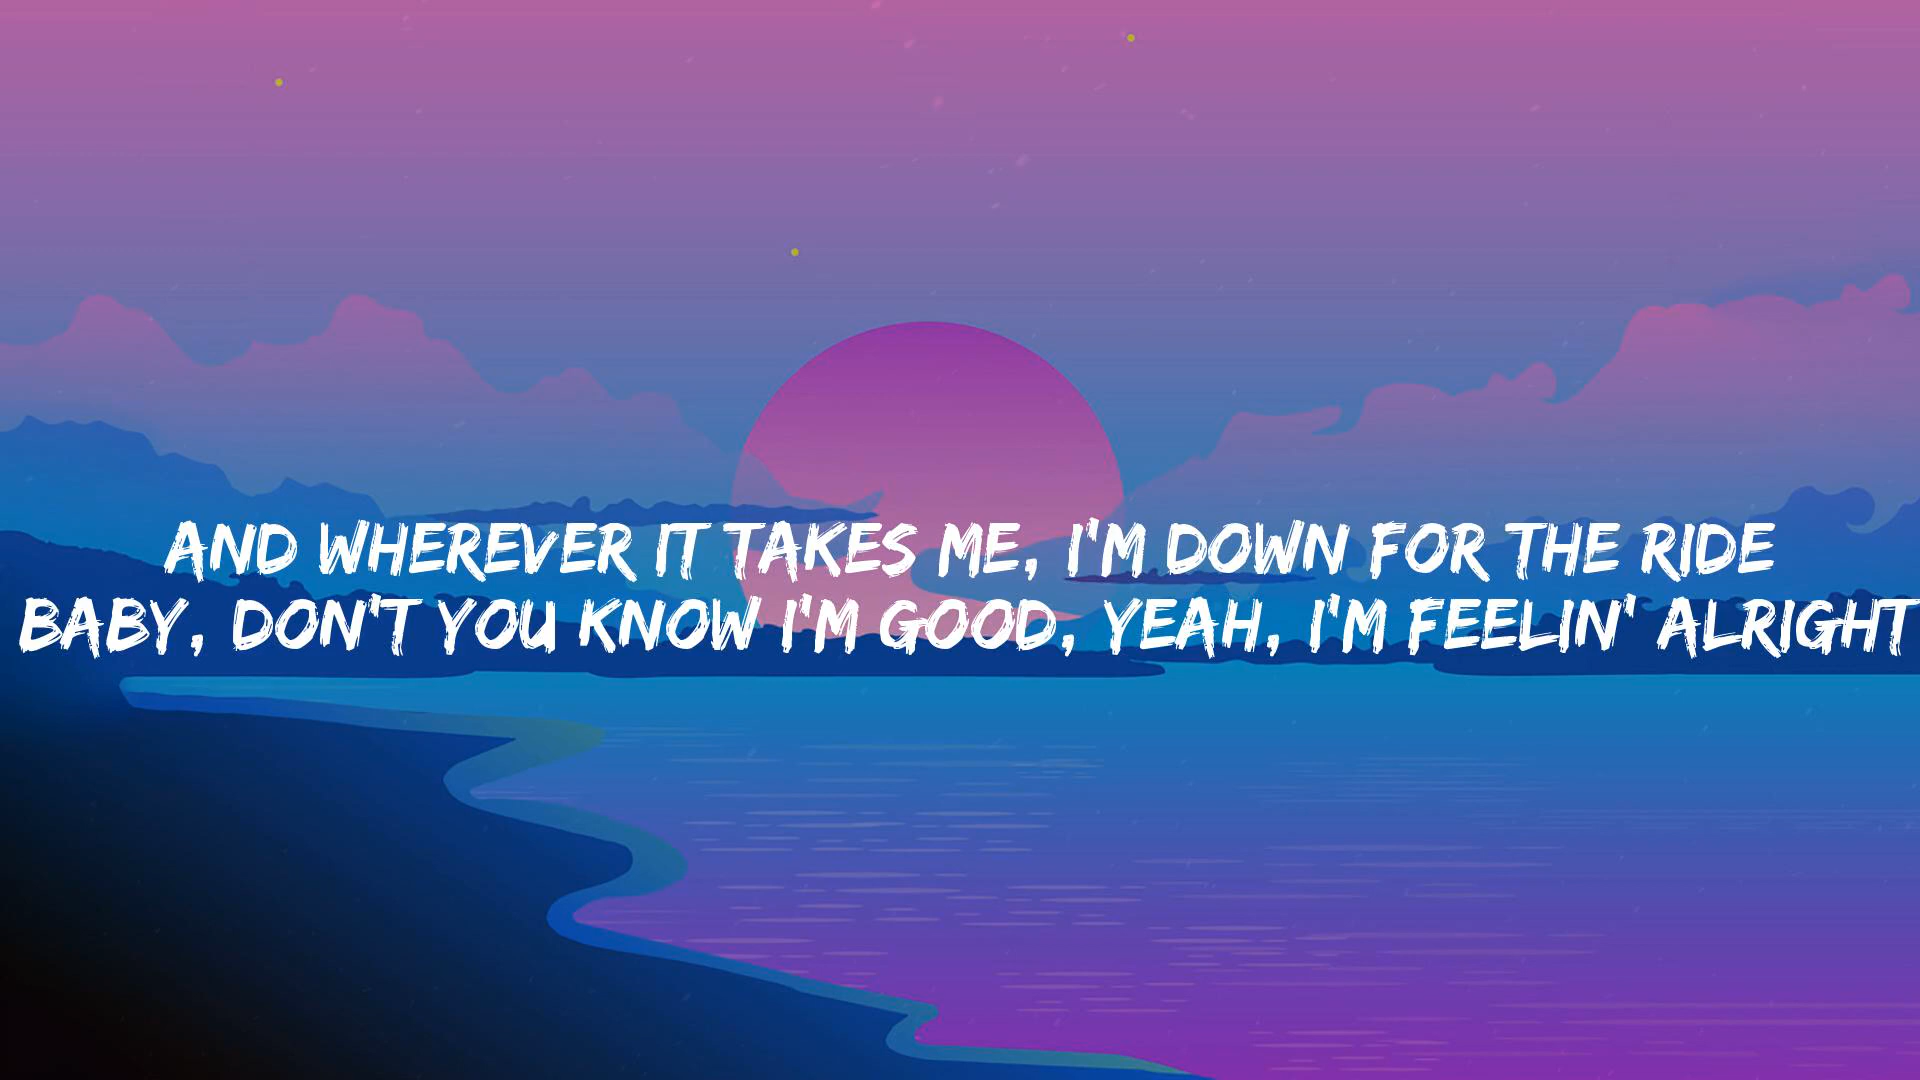 AND WHEREVER IT TAKES ME, I'M DOWN FOR THE RIDE
BABY, DON'T YOU KNOW I'M GOOD, YEAH, I'M FEELIN' ALRIGHT